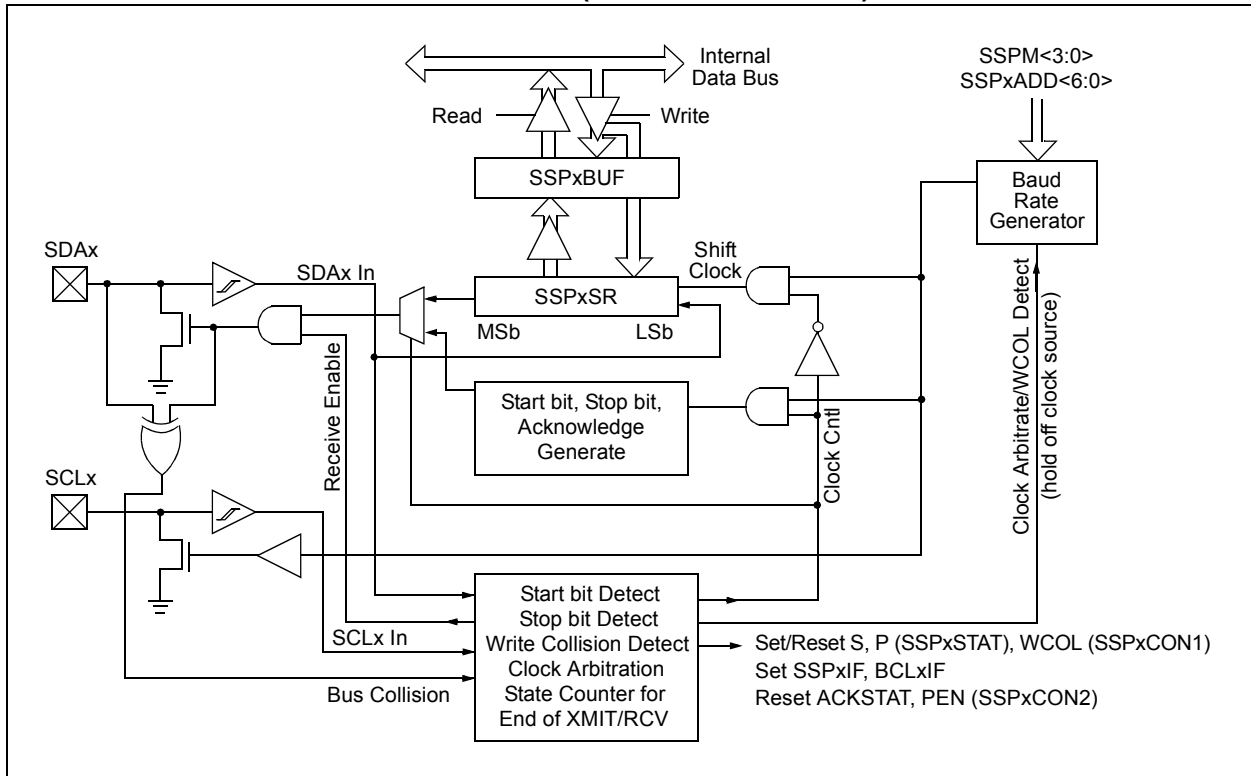 Internal
Data Bus
SSPM<3:0>
SSPxADD<6:0>
Read
Write
SSPxBUF
Baud
Rate
Generator
SDAx
SDAx In
Shift
Clock
SSPxSR
MSb
LSb
Receive Enable
Start bit, Stop bit,
Acknowledge
Generate
Clock Cntl
Clock Arbitrate/WCOL Detect
(hold off clock source)
SCLx
SCLx In
Bus Collision
Start bit Detect
Stop bit Detect
Write Collision Detect
Clock Arbitration
State Counter for
End of XMIT/RCV
Set/Reset S, P (SSPxSTAT), WCOL (SSPxCON1)
Set SSPxIF, BCLxIF
Reset ACKSTAT, PEN (SSPxCON2)